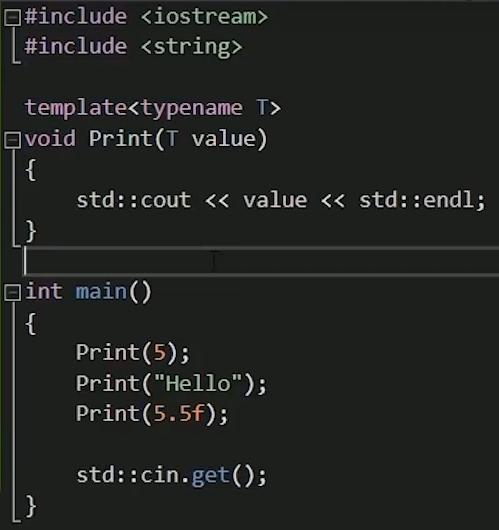 #include <iostream>
#include <string>
template<typename T>
void Print(T value)
{
    std::cout << value << std::endl;
}
int main()
{
    Print(5);
    Print("Hello");
    Print(5.5f);
    std::cin.get();
}